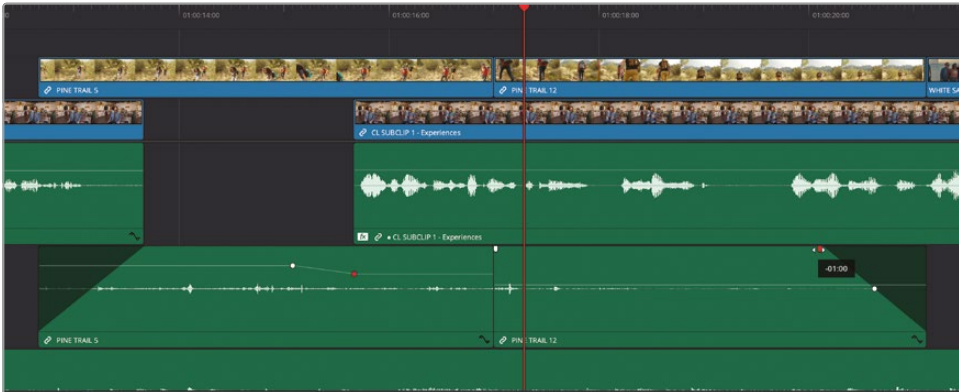 01:00:14:00 01:00:16:00 01:00:18:00 01:00:20:00
PINE TRAIL 5 PINE TRAIL 12 WHITE SA
CL SUBCLIP 1 - Experiences
fx • CL SUBCLIP 1 - Experiences
-01:00
PINE TRAIL 5 PINE TRAIL 12